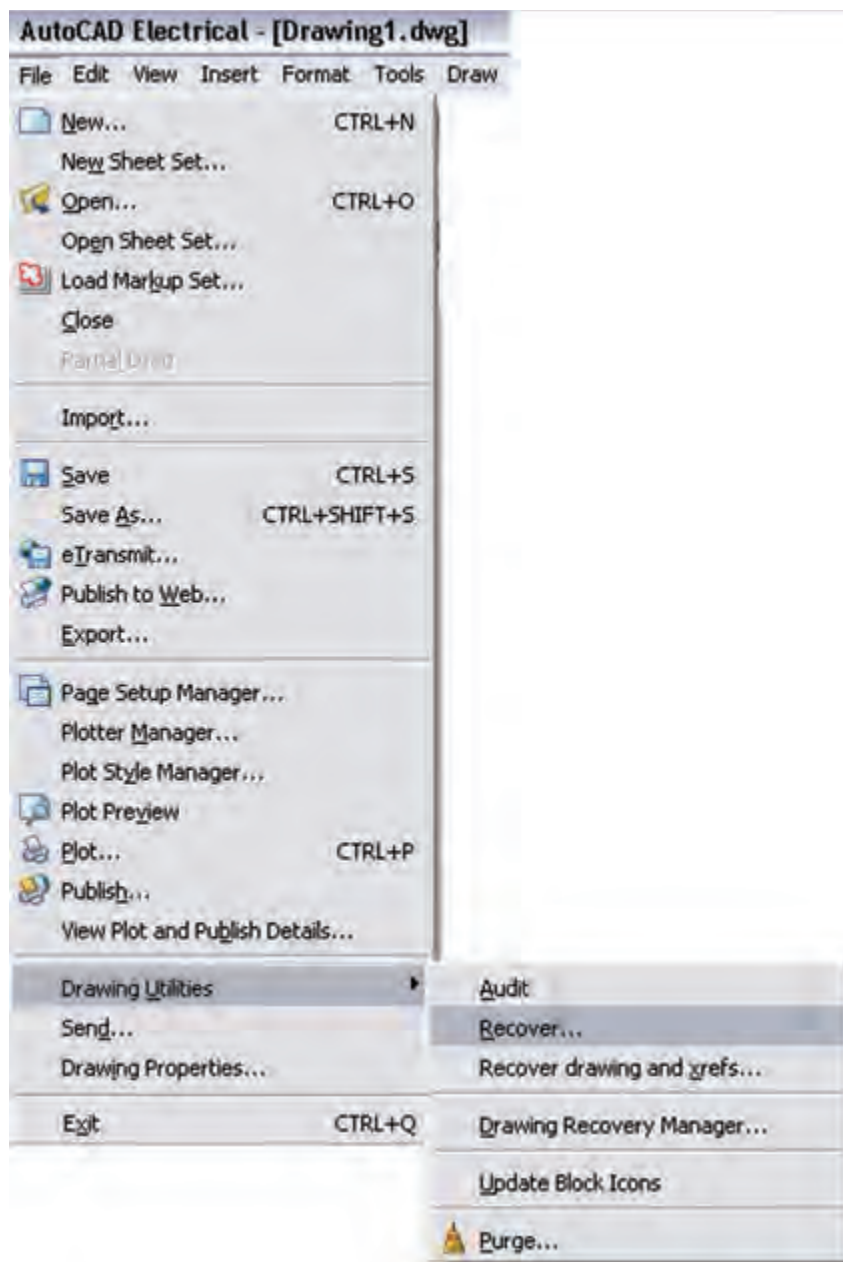 AutoCAD Electrical - [Drawing1.dwg]
File Edit View Insert Format Tools Draw
New... CTRL+N
New Sheet Set...
Open... CTRL+O
Open Sheet Set...
Load Markup Set...
Close
Partial Load
Import...
Save CTRL+S
Save As... CTRL+SHIFT+S
eTransmit...
Publish to Web...
Export...
Page Setup Manager...
Plotter Manager...
Plot Style Manager...
Plot Preview
Plot... CTRL+P
Publish...
View Plot and Publish Details...
Drawing Utilities
Send...
Drawing Properties...
Exit CTRL+Q
Audit
Recover...
Recover drawing and xrefs...
Drawing Recovery Manager...
Update Block Icons
Purge...